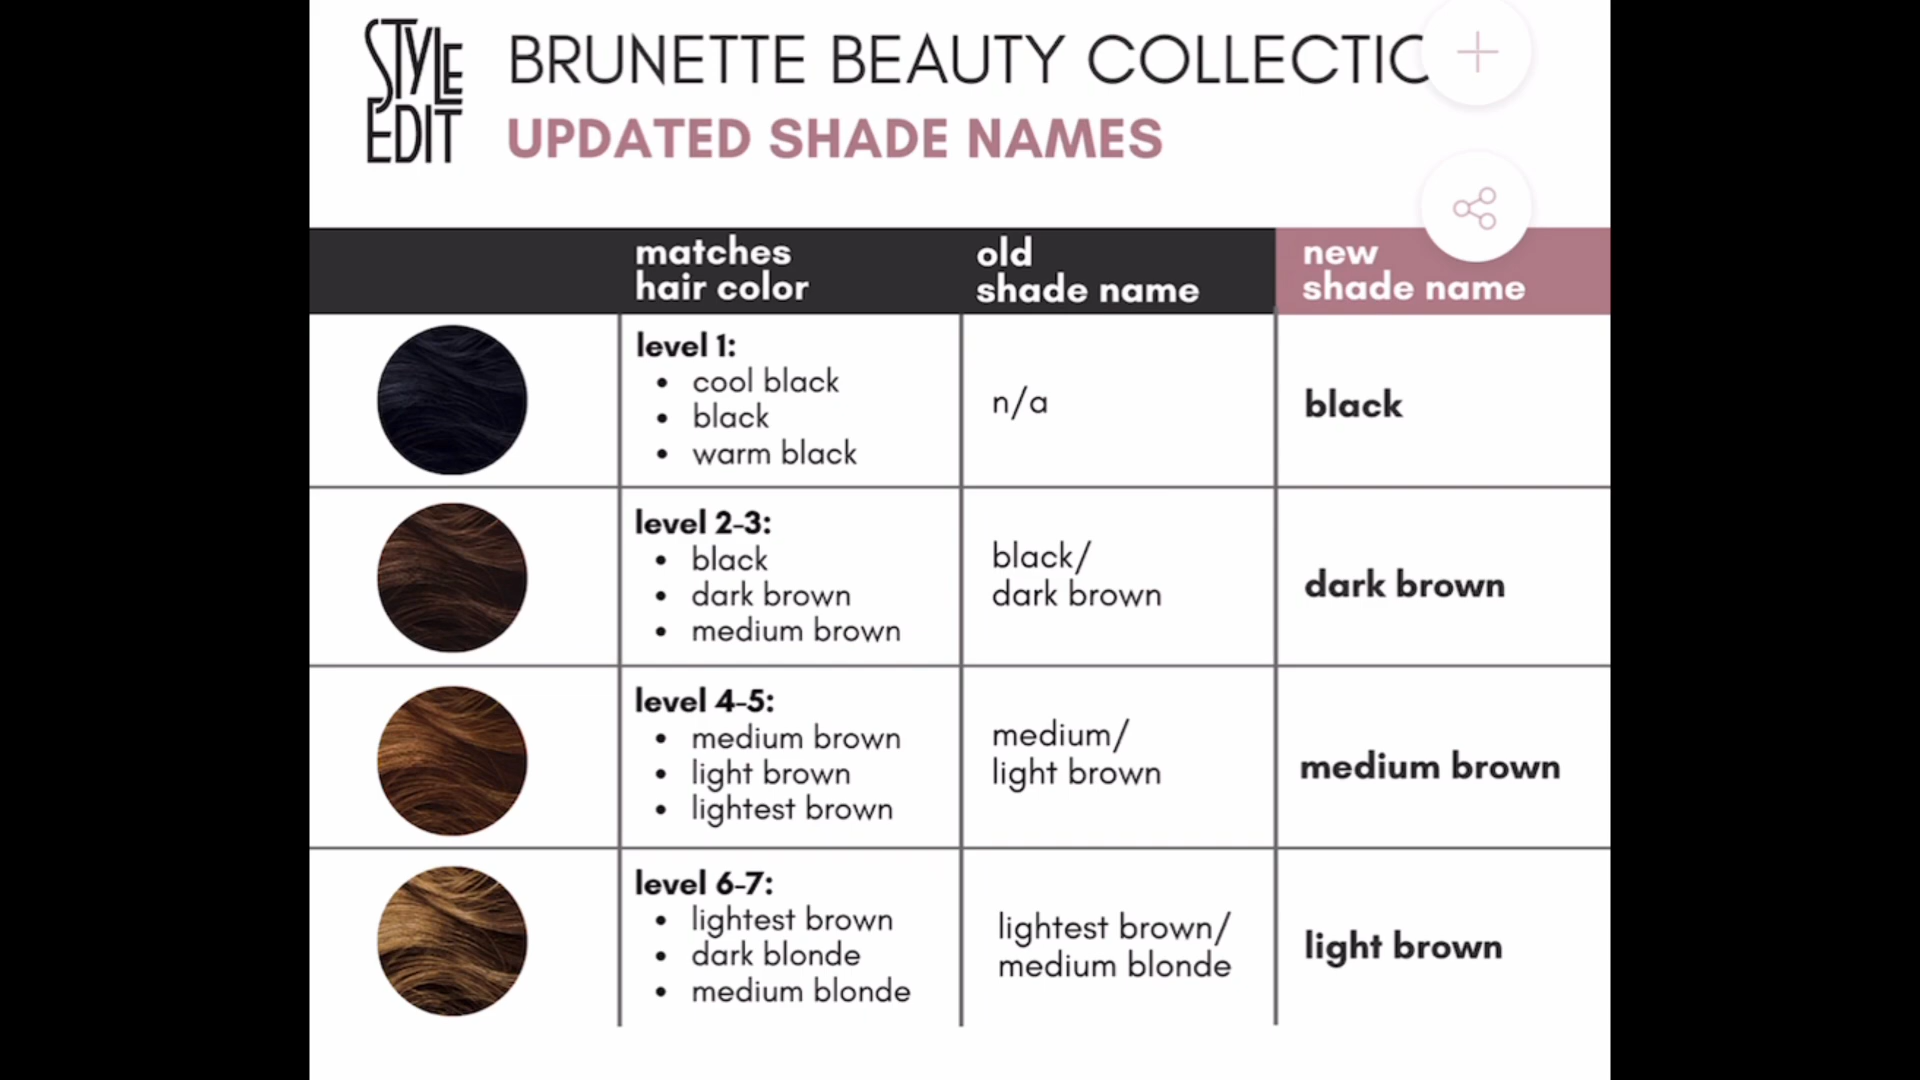 STYLE
EDIT
BRUNETTE BEAUTY COLLECTIO
UPDATED SHADE NAMES
matches
hair color
old
shade name
new
shade name
level 1:
• cool black
• black
• warm black
n/a
black
level 2-3:
• black
• dark brown
• medium brown
black/
dark brown
dark brown
level 4-5:
• medium brown
• light brown
• lightest brown
medium/
light brown
medium brown
level 6-7:
• lightest brown
• dark blonde
• medium blonde
lightest brown/
medium blonde
light brown